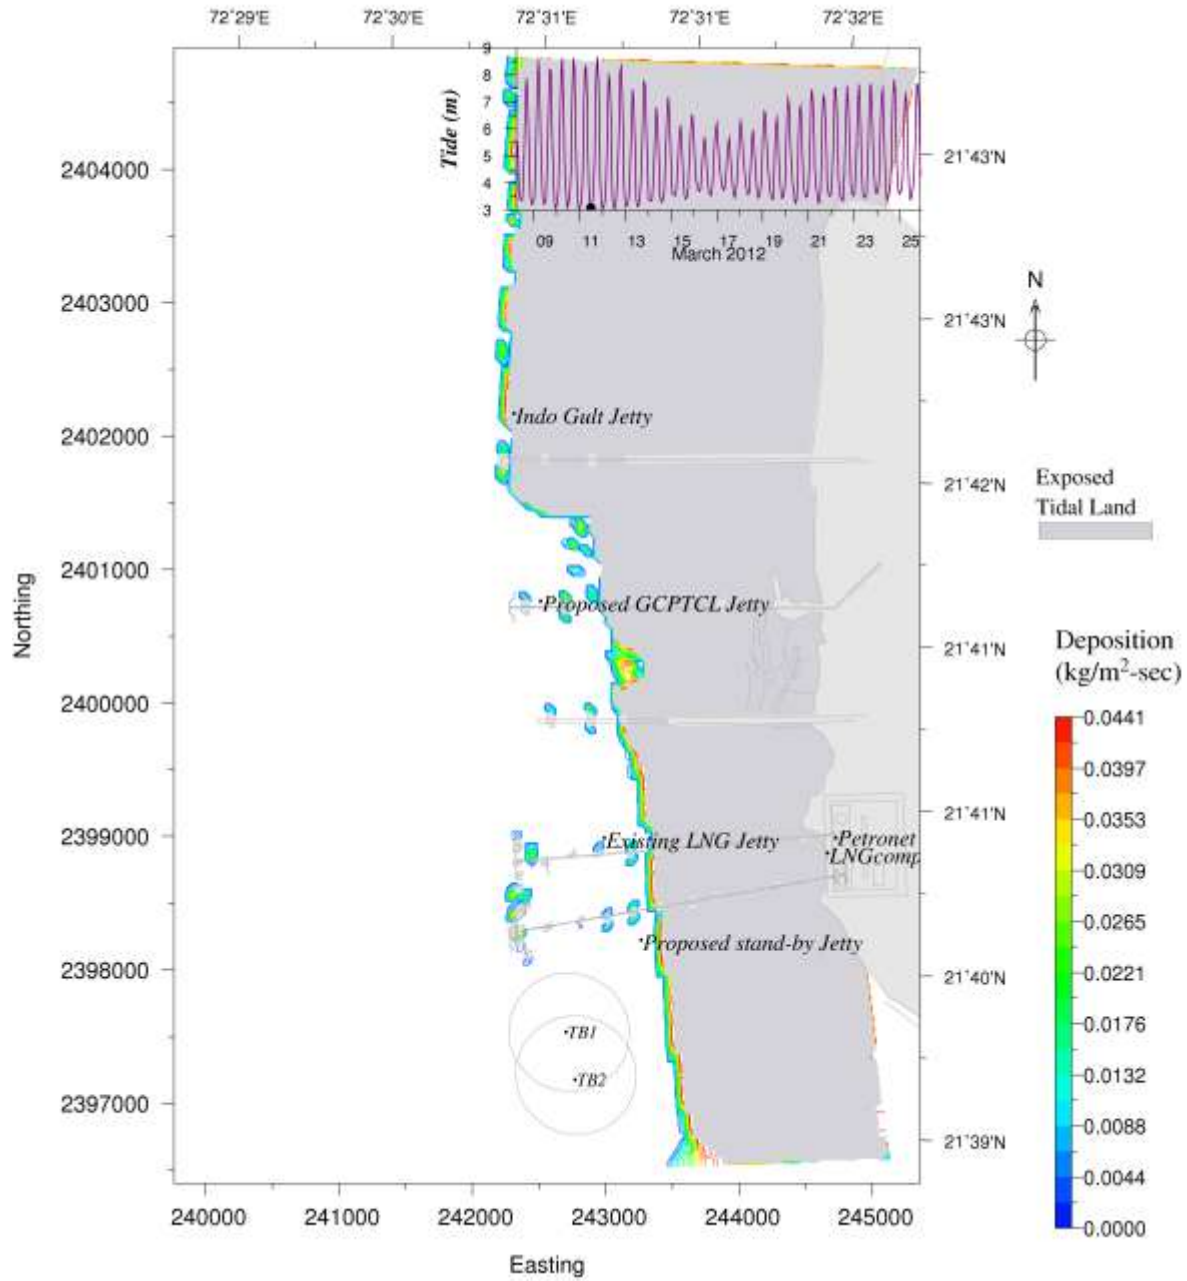 72°29'E 72°30'E 72°31'E 72°31'E 72°32'E
9
8
7
6
5
4
3
Tide (m)
09 11 13 15 17 19 21 23 25
March 2012
2404000
2403000
2402000
2401000
2400000
2399000
2398000
2397000
Northing
21°43'N
21°43'N
21°42'N
21°41'N
21°41'N
21°40'N
21°39'N
Indo Gult Jetty
Proposed GCPTCL Jetty
Existing LNG Jetty
Petronet
LNGcomp
Proposed stand-by Jetty
TB1
TB2
240000 241000 242000 243000 244000 245000
Easting
N
Exposed
Tidal Land
Deposition
(kg/m²-sec)
0.0441
0.0397
0.0353
0.0309
0.0265
0.0221
0.0176
0.0132
0.0088
0.0044
0.0000